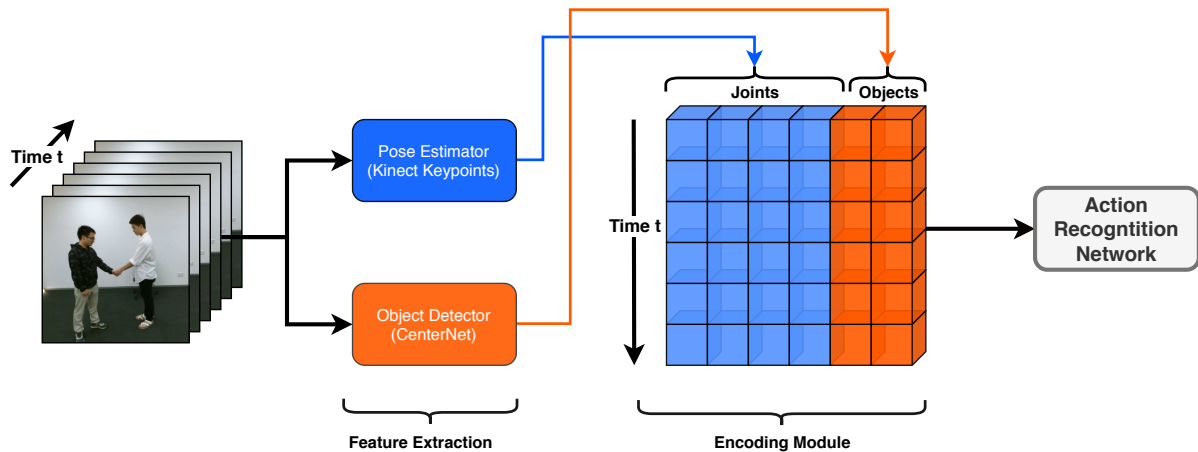 Time t
Pose Estimator
(Kinect Keypoints)
Object Detector
(CenterNet)
Feature Extraction
Joints
Objects
Time t
Encoding Module
Action
Recogntition
Network